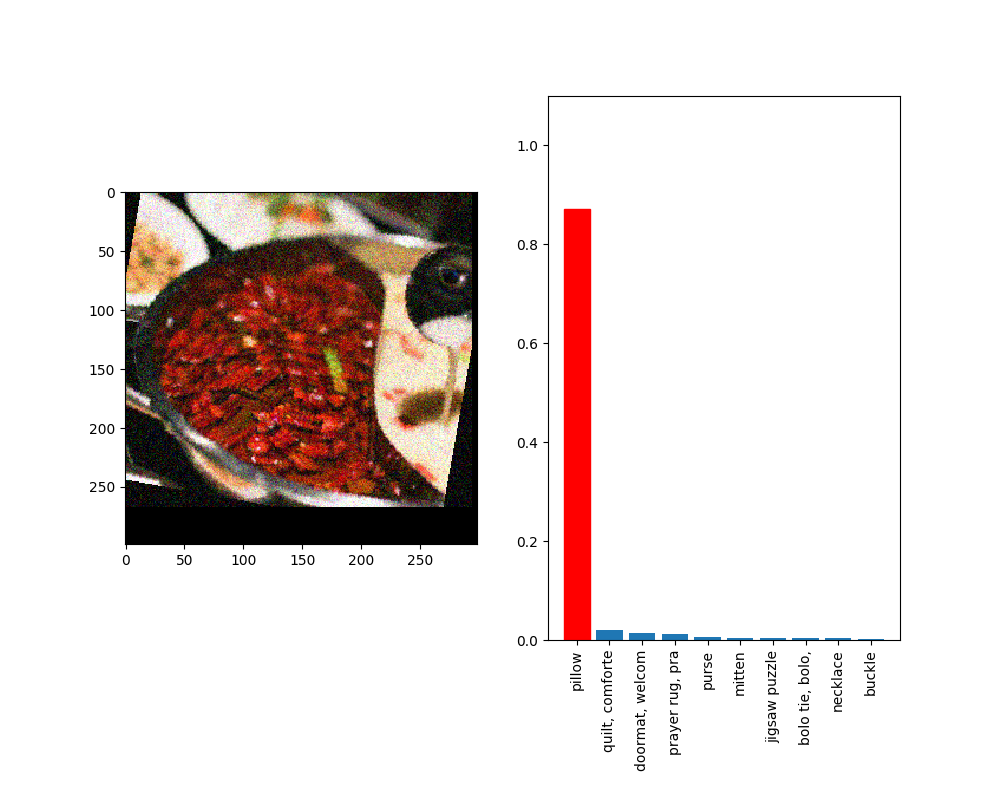 0
50
100
150
200
250
0 50 100 150 200 250
1.0
0.8
0.6
0.4
0.2
0.0
pillow
quilt, comforte
doormat, welcom
prayer rug, pra
purse
mitten
jigsaw puzzle
bolo tie, bolo,
necklace
buckle